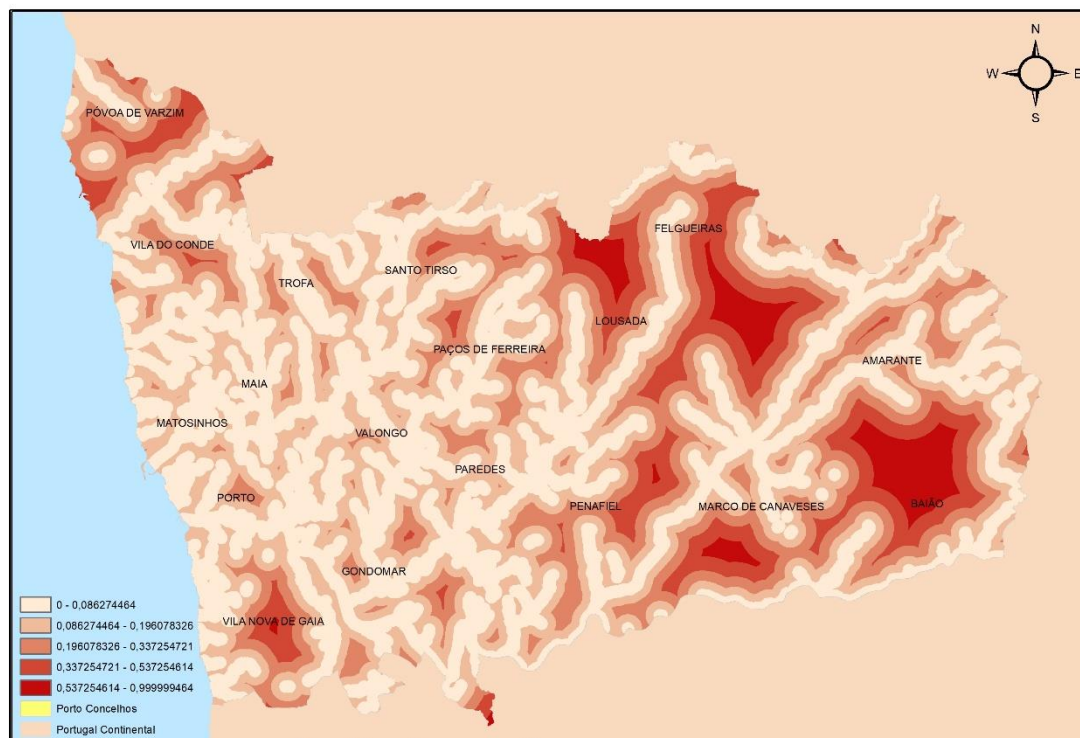 N
W E
S
PÓVOA DE VARZIM
VILA DO CONDE
FELGUEIRAS
SANTO TIRSO
TROFA
LOUSADA
PAÇOS DE FERREIRA
AMARANTE
MAIA
MATOSINHOS
VALONGO
PAREDES
PORTO
PENAFIEL
MARCO DE CANAVESES
BAIÃO
GONDOMAR
VILA NOVA DE GAIA
0 - 0,086274464
0,086274464 - 0,196078326
0,196078326 - 0,337254721
0,337254721 - 0,537254614
0,537254614 - 0,999999464
Porto Concelhos
Portugal Continental